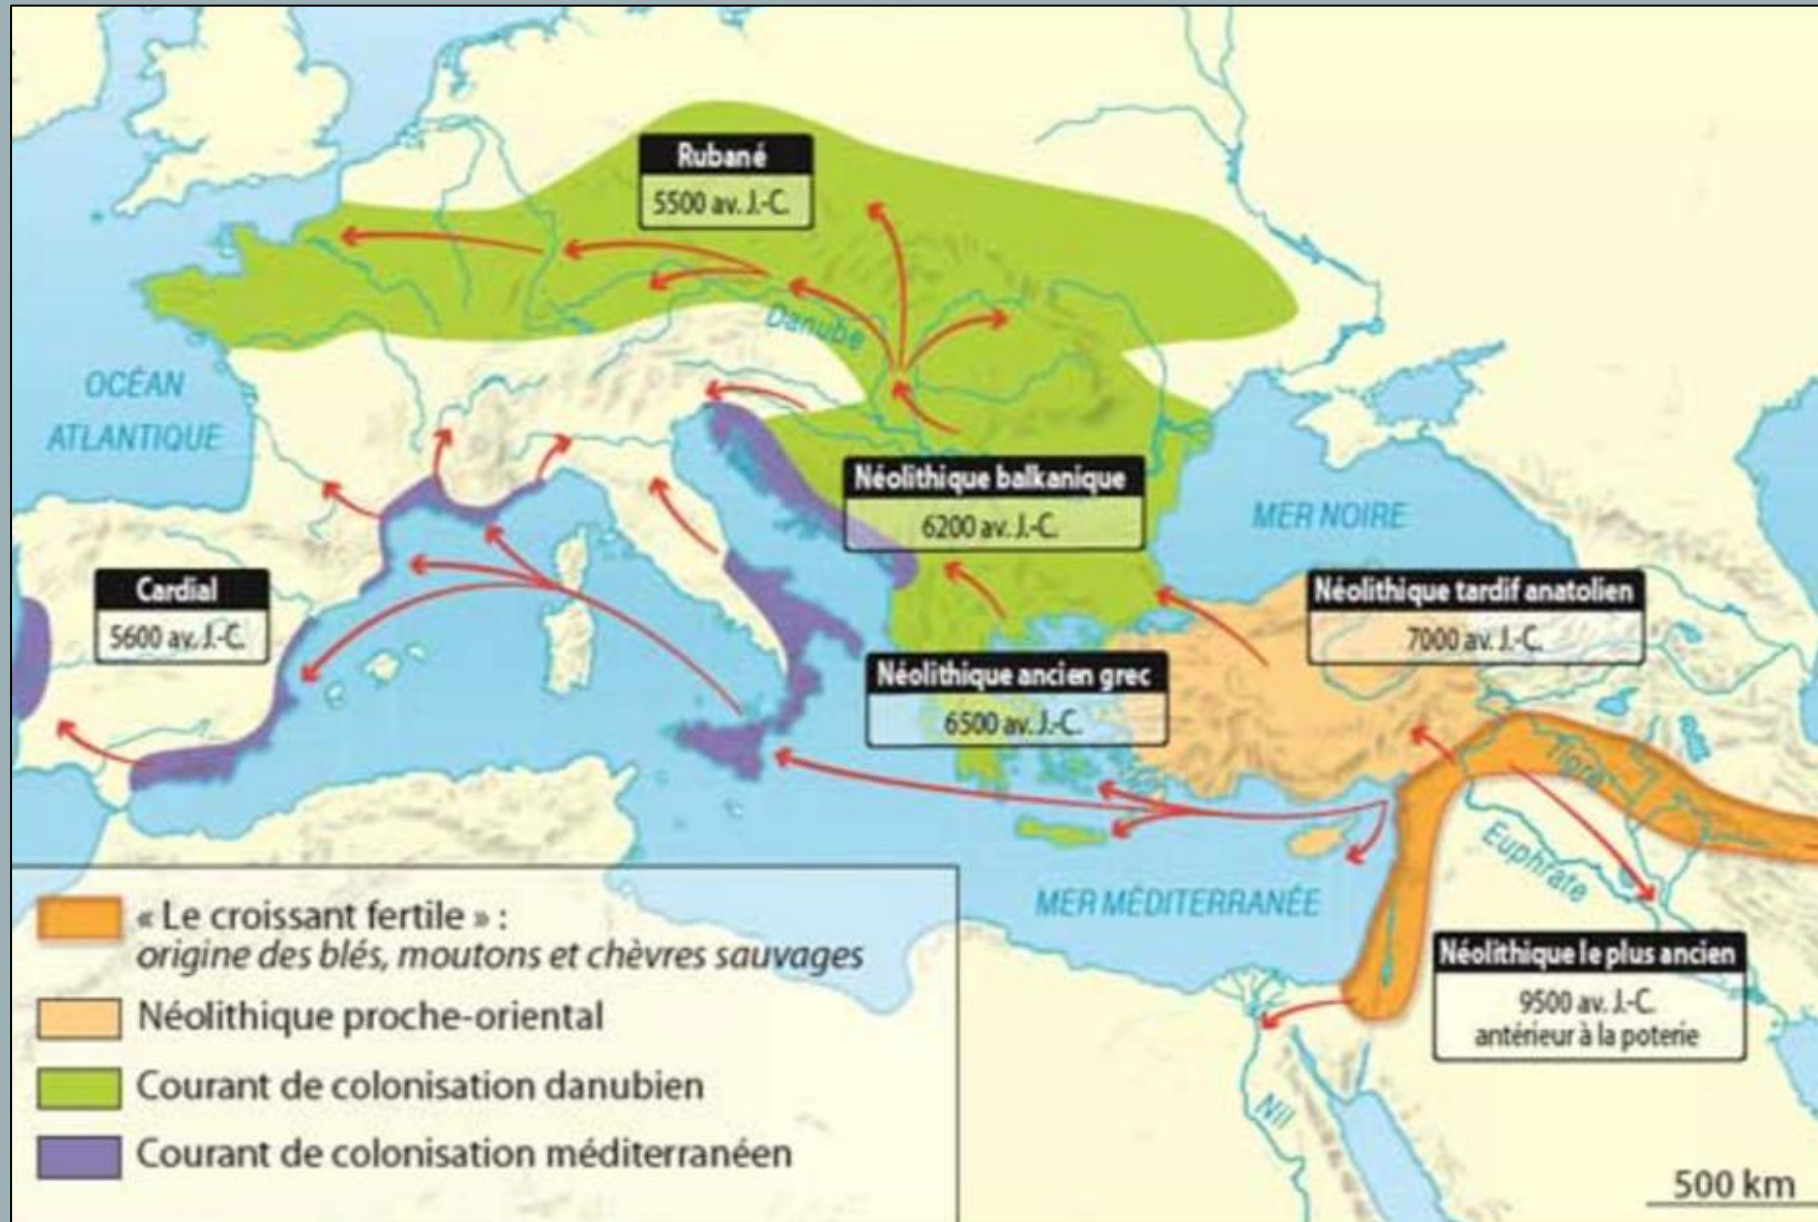 Rubané
5500 av. J.-C.
Danube
OCÉAN
ATLANTIQUE
Néolithique balkanique
6200 av. J.-C.
MER NOIRE
Cardial
5600 av. J.-C.
Néolithique tardif anatolien
7000 av. J.-C.
Néolithique ancien grec
6500 av. J.-C.
Tigre
Euphrate
MER MÉDITERRANÉE
Néolithique le plus ancien
9500 av. J.-C.
antérieur à la poterie
Nil
« Le croissant fertile » :
origine des blés, moutons et chèvres sauvages
Néolithique proche-oriental
Courant de colonisation danubien
Courant de colonisation méditerranéen
500 km